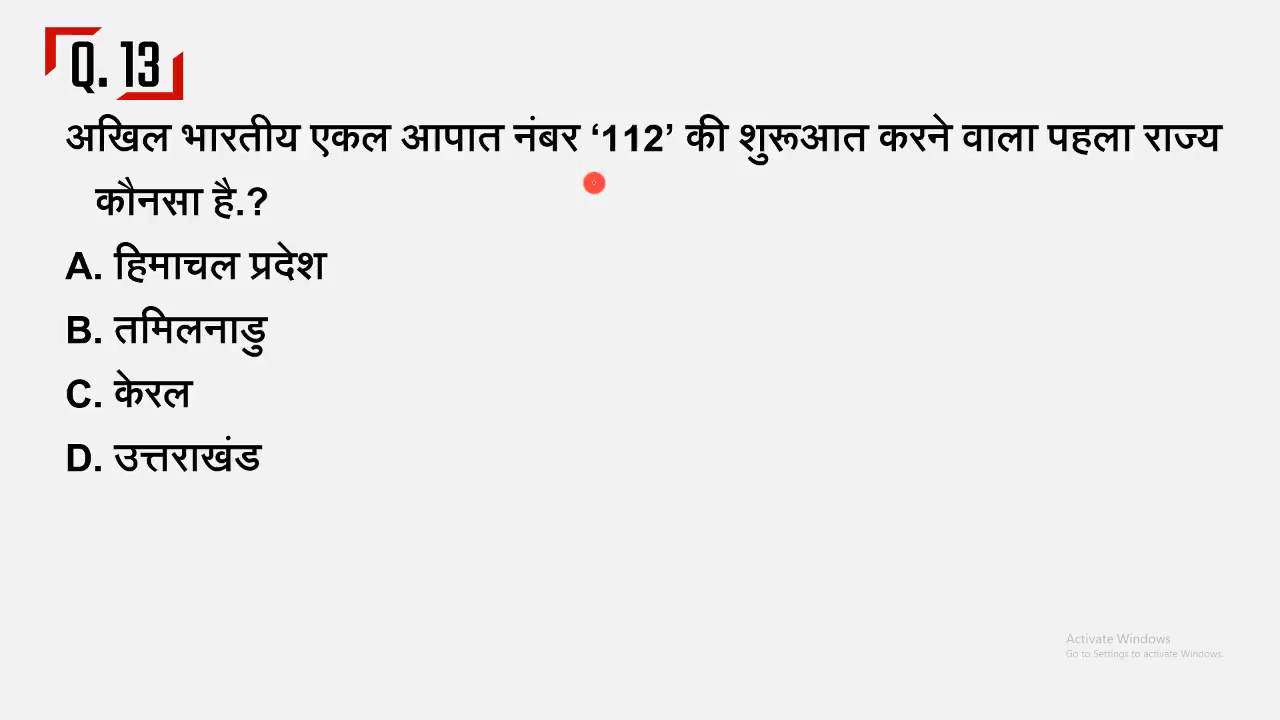 Q. 13
अखिल भारतीय एकल आपात नंबर ‘112’ की शुरूआत करने वाला पहला राज्य
कौनसा है.?
A. हिमाचल प्रदेश
B. तमिलनाडु
C. केरल
D. उत्तराखंड
Activate Windows
Go to Settings to activate Windows.